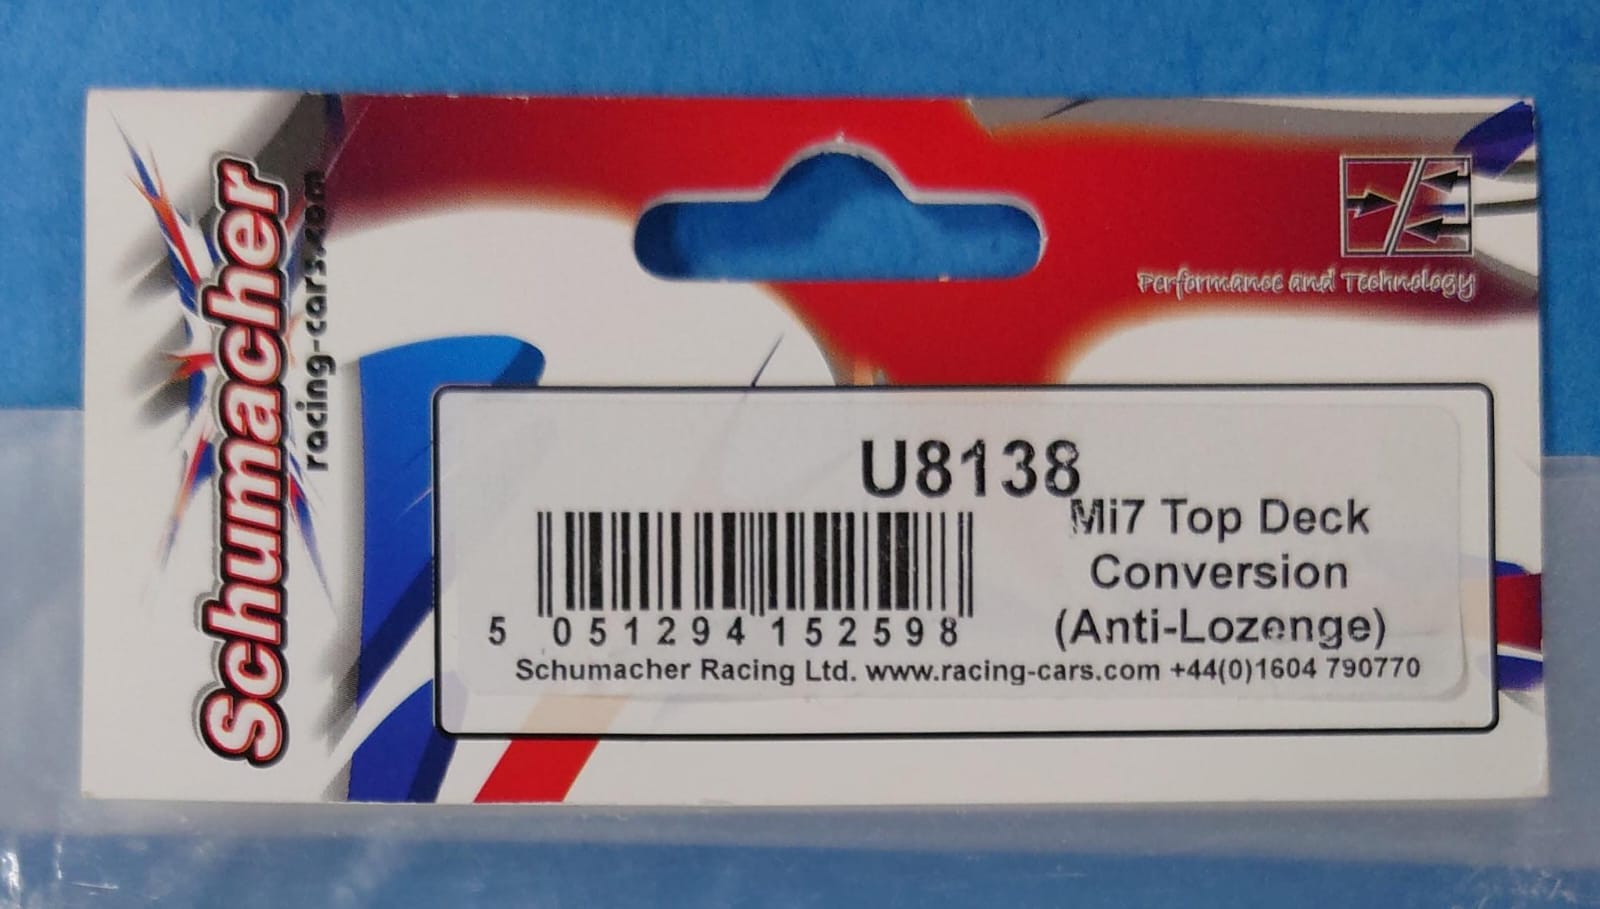 Schumacher
racing-cars.com
Performance and Technology
U8138
Mi7 Top Deck
Conversion
(Anti-Lozenge)
5 051294 152598
Schumacher Racing Ltd. www.racing-cars.com +44(0)1604 790770